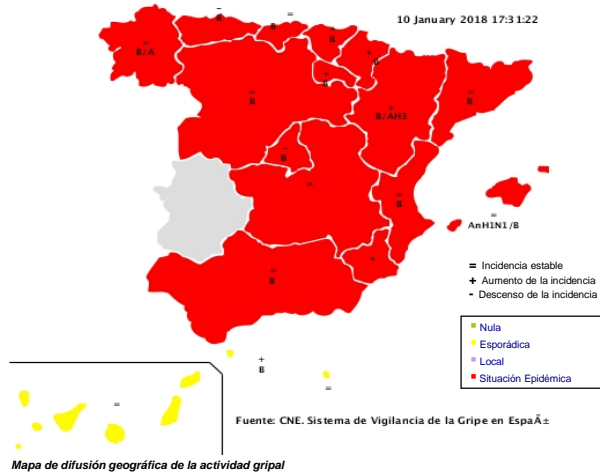 10 January 2018 17:31:22
=
B/A
-
B
=
+
B
+
B
+
B
=
B
+
B/AH3
=
B
-
B
=
=
B
=
AnH1N1/B
+
=
B
= Incidencia estable
+ Aumento de la incidencia
- Descenso de la incidencia
Nula
Esporádica
Local
Situación Epidémica
+
B
=
=
Fuente: CNE. Sistema de Vigilancia de la Gripe en EspaÃ±
Mapa de difusión geográfica de la actividad gripal